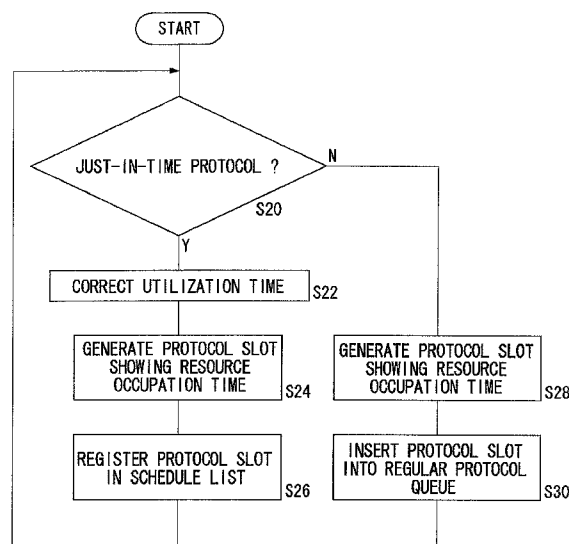 START
JUST-IN-TIME PROTOCOL ?
N
S20
Y
CORRECT UTILIZATION TIME
S22
GENERATE PROTOCOL SLOT
SHOWING RESOURCE
OCCUPATION TIME
S24
GENERATE PROTOCOL SLOT
SHOWING RESOURCE
OCCUPATION TIME
S28
REGISTER PROTOCOL SLOT
IN SCHEDULE LIST
S26
INSERT PROTOCOL SLOT
INTO REGULAR PROTOCOL
QUEUE
S30